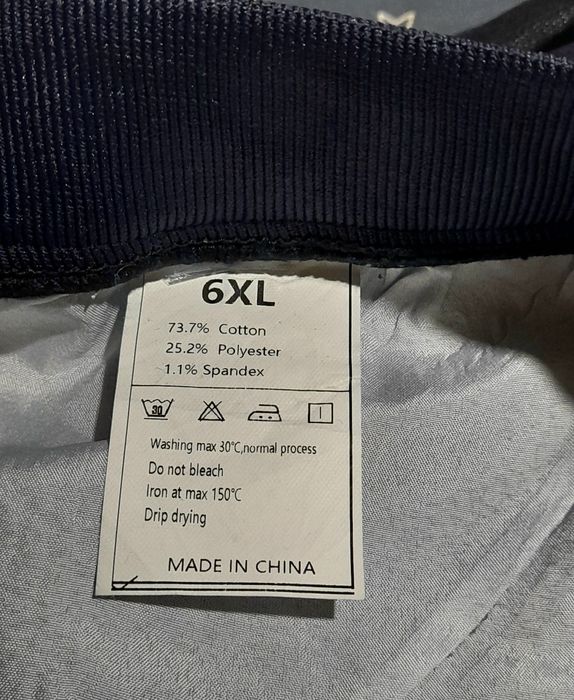 6XL
73.7% Cotton
25.2% Polyester
1.1% Spandex
30
Washing max 30℃,normal process
Do not bleach
Iron at max 150℃
Drip drying
MADE IN CHINA